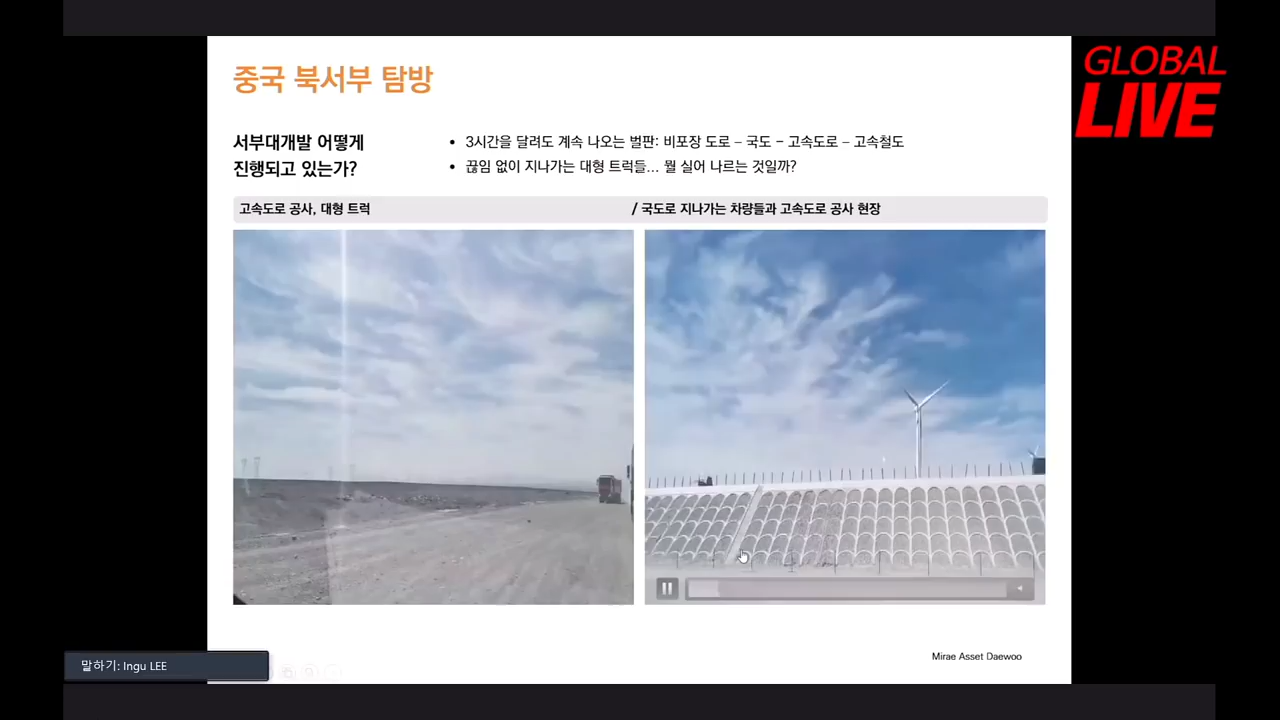 중국 북서부 탐방
GLOBAL
LIVE
서부대개발 어떻게
진행되고 있는가?
• 3시간을 달려도 계속 나오는 벌판: 비포장 도로 – 국도 – 고속도로 – 고속철도
• 끊임 없이 지나가는 대형 트럭들... 뭘 실어 나르는 것일까?
고속도로 공사, 대형 트럭 / 국도로 지나가는 차량들과 고속도로 공사 현장
Mirae Asset Daewoo
말하기: Ingu LEE